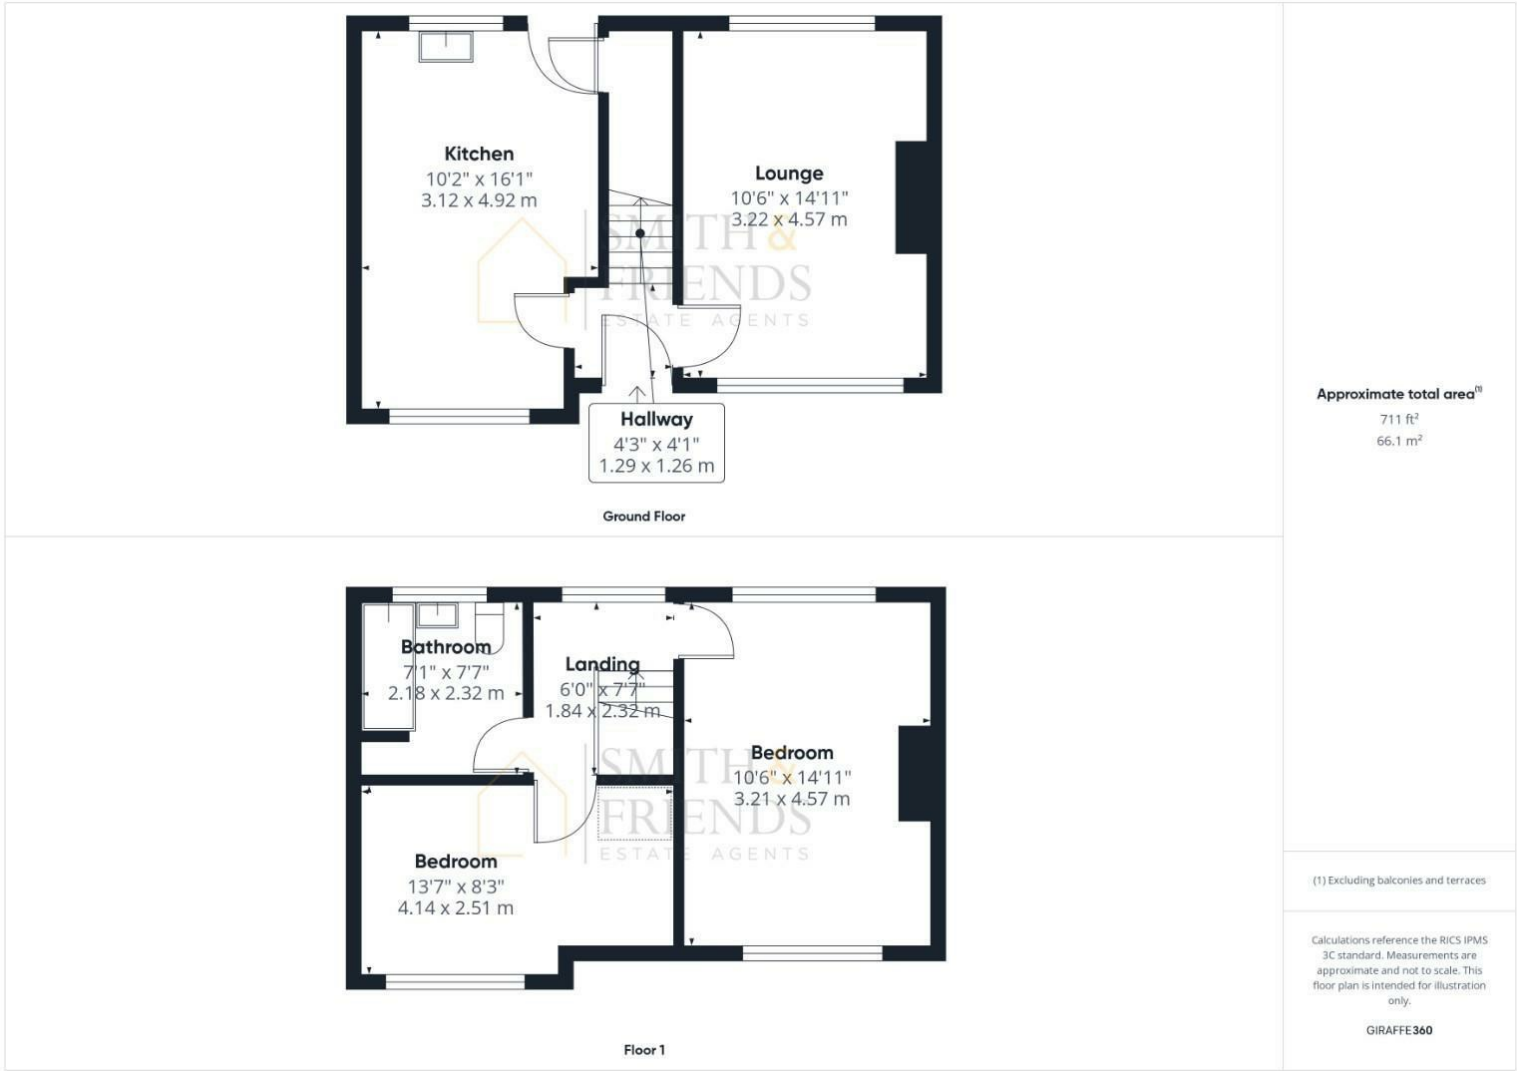 Kitchen
10'2" x 16'1"
3.12 x 4.92 m
Lounge
10'6" x 14'11"
3.22 x 4.57 m
SMITH &
FRIENDS
ESTATE AGENTS
Hallway
4'3" x 4'1"
1.29 x 1.26 m
Ground Floor
Bathroom
7'1" x 7'7"
2.18 x 2.32 m
Landing
6'0" x 7'7"
1.84 x 2.32 m
Bedroom
10'6" x 14'11"
3.21 x 4.57 m
SMITH &
FRIENDS
ESTATE AGENTS
Bedroom
13'7" x 8'3"
4.14 x 2.51 m
Floor 1
Approximate total area(1)
711 ft²
66.1 m²
(1) Excluding balconies and terraces
Calculations reference the RICS IPMS
3C standard. Measurements are
approximate and not to scale. This
floor plan is intended for illustration
only.
GIRAFFE360